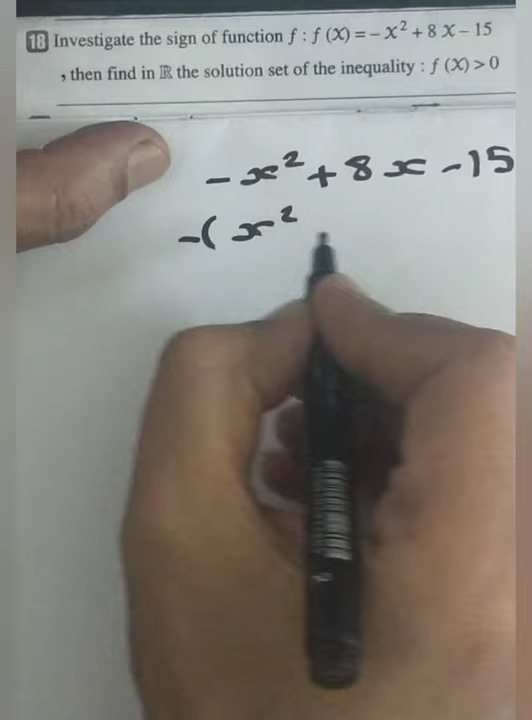 18 Investigate the sign of function f : f (X) = – X² + 8 X – 15
, then find in ℝ the solution set of the inequality : f (X) > 0
-x² + 8x - 15
-( x²